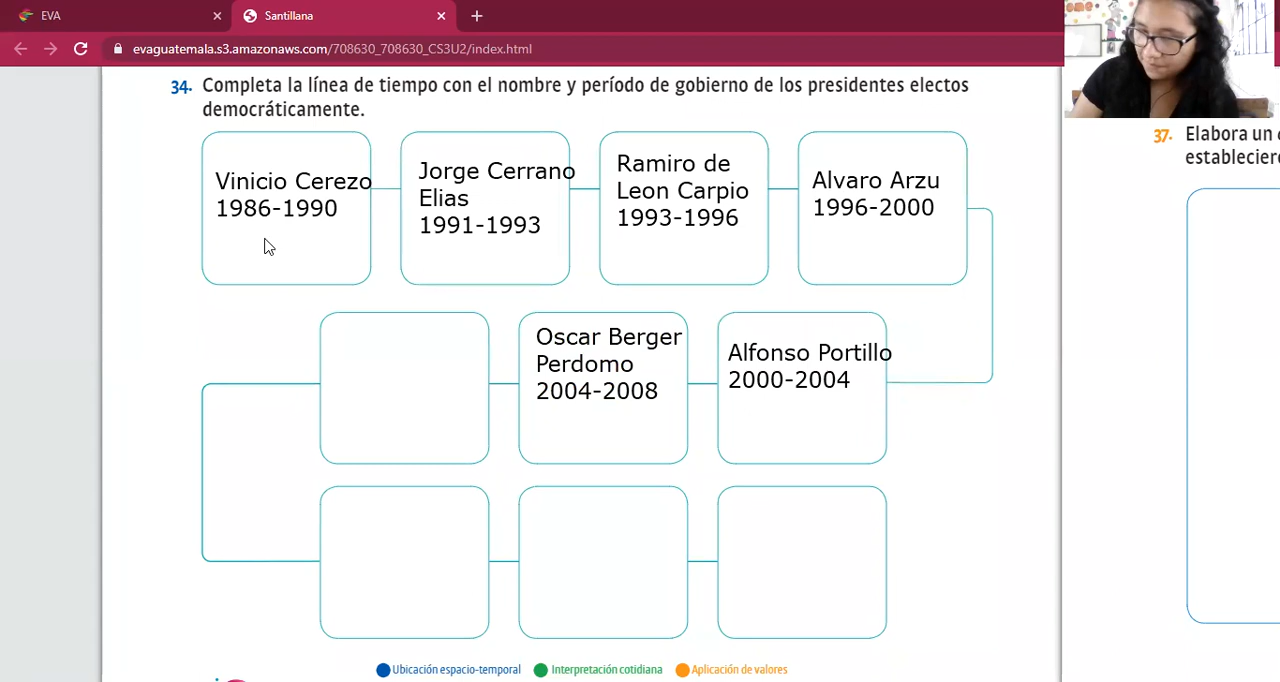 EVA
Santillana
evaguatemala.s3.amazonaws.com/708630_708630_CS3U2/index.html
34. Completa la línea de tiempo con el nombre y período de gobierno de los presidentes electos
democráticamente.
Vinicio Cerezo
1986-1990
Jorge Cerrano
Elias
1991-1993
Ramiro de
Leon Carpio
1993-1996
Alvaro Arzu
1996-2000
Oscar Berger
Perdomo
2004-2008
Alfonso Portillo
2000-2004
Ubicación espacio-temporal
Interpretación cotidiana
Aplicación de valores
37. Elabora un